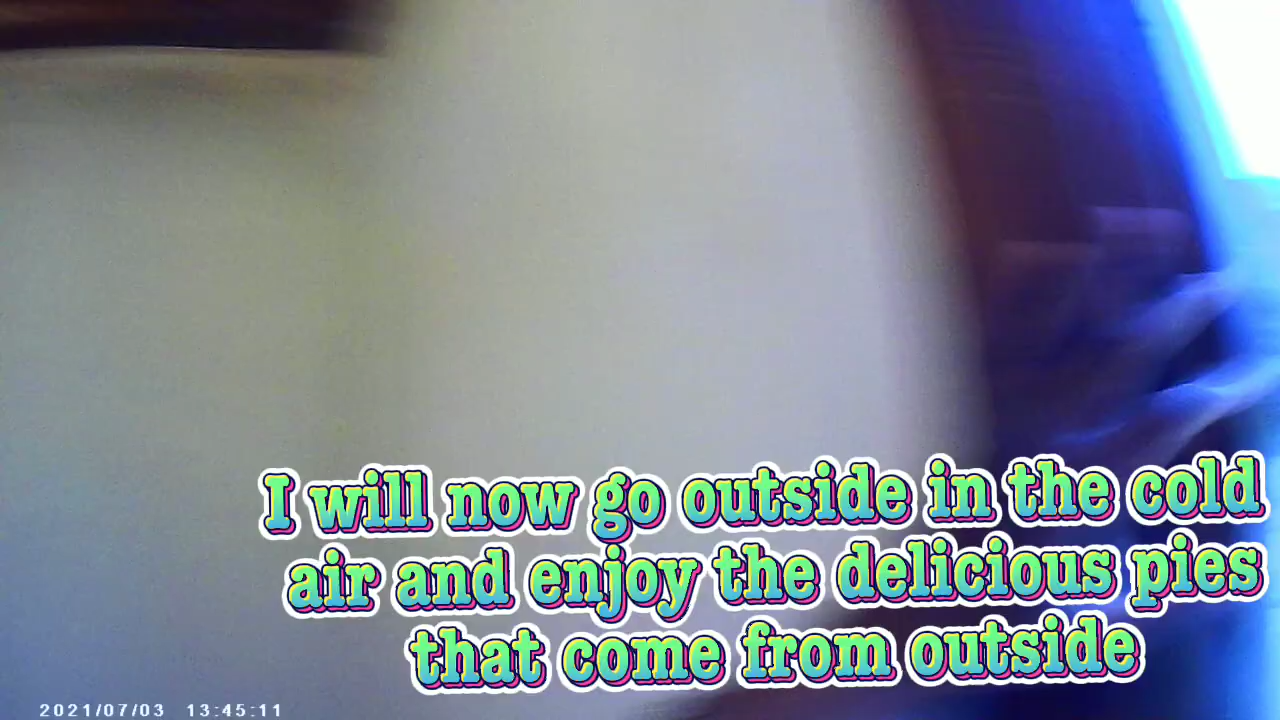 I will now go outside in the cold
air and enjoy the delicious pies
that come from outside
2021/07/03 13:45:11